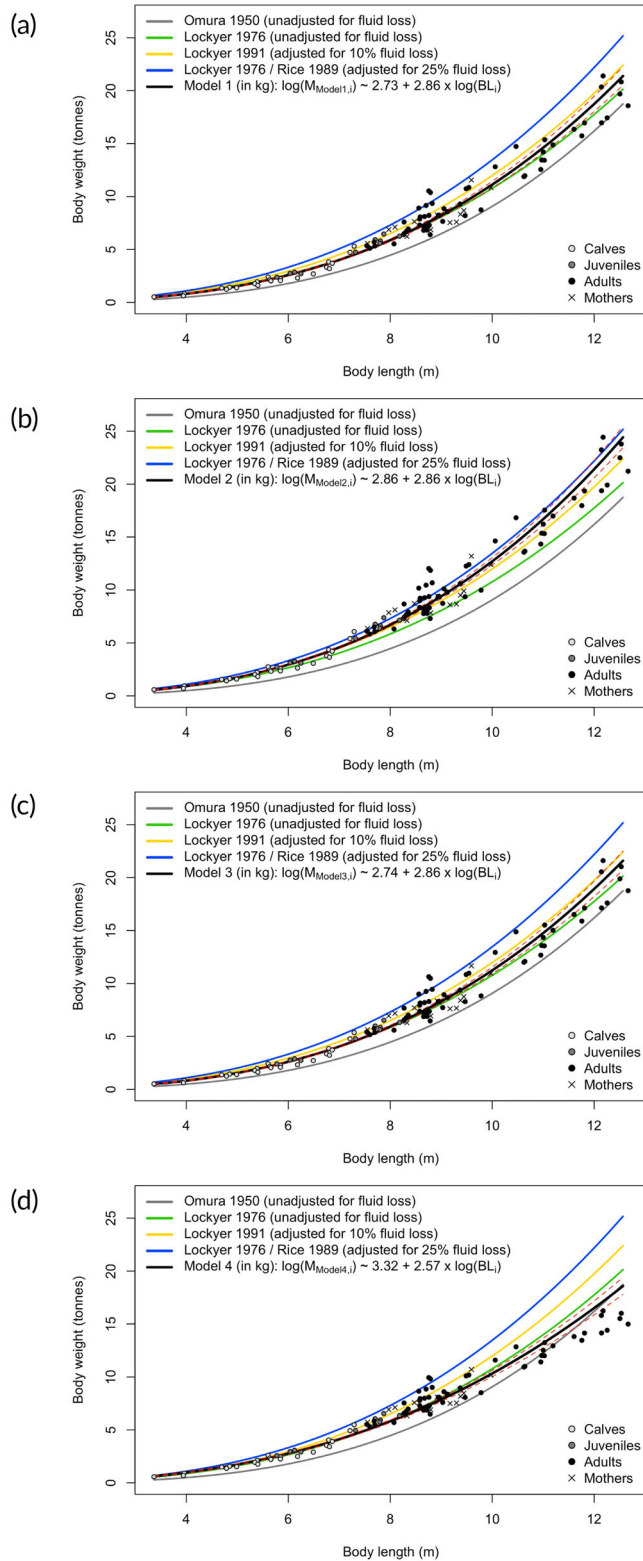 (a)
Omura 1950 (unadjusted for fluid loss)
Lockyer 1976 (unadjusted for fluid loss)
Lockyer 1991 (adjusted for 10% fluid loss)
Lockyer 1976 / Rice 1989 (adjusted for 25% fluid loss)
Model 1 (in kg): log(M_Model1,i) ~ 2.73 + 2.86 x log(BL_i)
25
20
15
10
5
0
Body weight (tonnes)
Calves
Juveniles
Adults
Mothers
4 6 8 10 12
Body length (m)
(b)
Omura 1950 (unadjusted for fluid loss)
Lockyer 1976 (unadjusted for fluid loss)
Lockyer 1991 (adjusted for 10% fluid loss)
Lockyer 1976 / Rice 1989 (adjusted for 25% fluid loss)
Model 2 (in kg): log(M_Model2,i) ~ 2.86 + 2.86 x log(BL_i)
25
20
15
10
5
0
Body weight (tonnes)
Calves
Juveniles
Adults
Mothers
4 6 8 10 12
Body length (m)
(c)
Omura 1950 (unadjusted for fluid loss)
Lockyer 1976 (unadjusted for fluid loss)
Lockyer 1991 (adjusted for 10% fluid loss)
Lockyer 1976 / Rice 1989 (adjusted for 25% fluid loss)
Model 3 (in kg): log(M_Model3,i) ~ 2.74 + 2.86 x log(BL_i)
25
20
15
10
5
0
Body weight (tonnes)
Calves
Juveniles
Adults
Mothers
4 6 8 10 12
Body length (m)
(d)
Omura 1950 (unadjusted for fluid loss)
Lockyer 1976 (unadjusted for fluid loss)
Lockyer 1991 (adjusted for 10% fluid loss)
Lockyer 1976 / Rice 1989 (adjusted for 25% fluid loss)
Model 4 (in kg): log(M_Model4,i) ~ 3.32 + 2.57 x log(BL_i)
25
20
15
10
5
0
Body weight (tonnes)
Calves
Juveniles
Adults
Mothers
4 6 8 10 12
Body length (m)